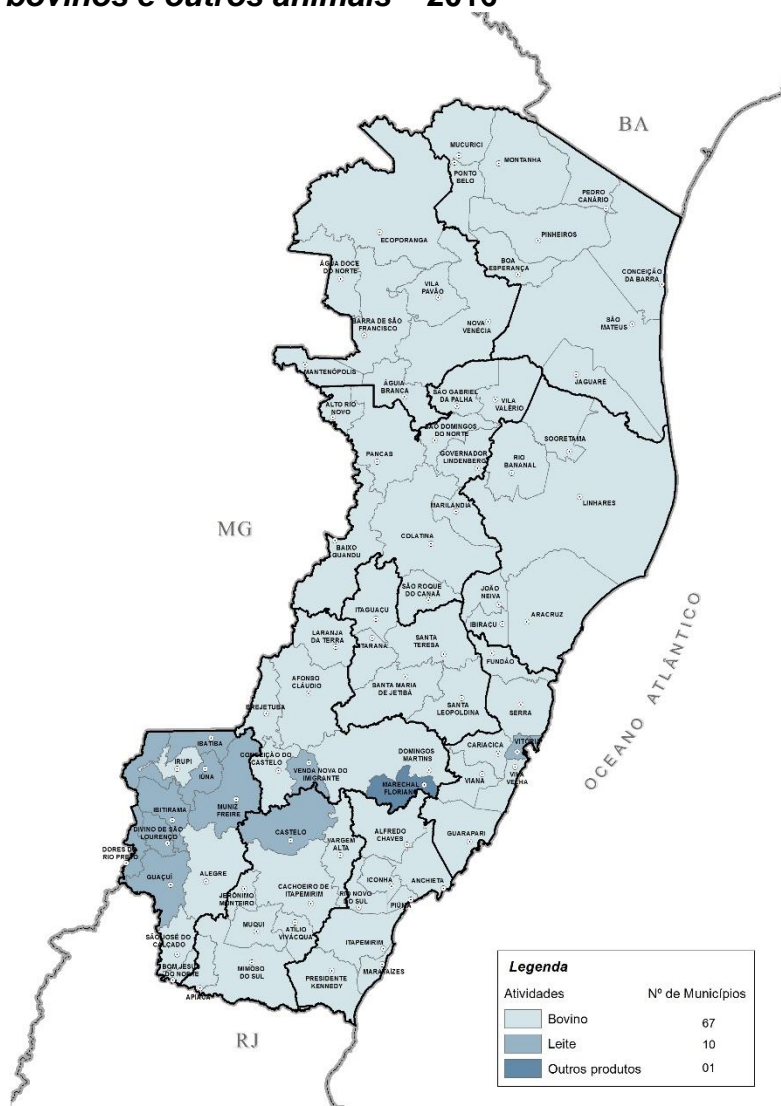 bovinos e outros animais – 2016
BA
MUCURICI
MONTANHA
PONTO
BELO
PEDRO
CANÁRIO
ECOPORANGA
PINHEIROS
ÁGUA DOCE
DO NORTE
BOA
ESPERANÇA
CONCEIÇÃO
DA BARRA
VILA
PAVÃO
BARRA DE SÃO
FRANCISCO
NOVA
VENÉCIA
SÃO
MATEUS
MANTENÓPOLIS
ÁGUIA
BRANCA
JAGUARÉ
ALTO RIO
NOVO
SÃO GABRIEL
DA PALHA
VILA
VALÉRIO
SÃO DOMINGOS
DO NORTE
SOORETAMA
PANCAS
GOVERNADOR
LINDENBERG
RIO
BANANAL
LINHARES
MARILÂNDIA
MG
COLATINA
BAIXO
GUANDU
SÃO ROQUE
DO CANAÃ
JOÃO
NEIVA
ITAGUAÇU
ARACRUZ
IBIRAÇU
LARANJA
DA TERRA
ITARANA
SANTA
TERESA
FUNDÃO
OCEANO ATLÂNTICO
AFONSO
CLÁUDIO
SANTA MARIA
DE JETIBÁ
SANTA
LEOPOLDINA
BREJETUBA
SERRA
IBATIBA
CARIACICA
VITÓRIA
CONCEIÇÃO DO
CASTELO
DOMINGOS
MARTINS
IRUPI
IÚNA
VENDA NOVA DO
IMIGRANTE
VIANA
VILA
VELHA
MARECHAL
FLORIANO
IBITIRAMA
MUNIZ
FREIRE
DIVINO DE SÃO
LOURENÇO
CASTELO
ALFREDO
CHAVES
GUARAPARI
DORES DO
RIO PRETO
VARGEM
ALTA
GUAÇUÍ
ALEGRE
ICONHA
ANCHIETA
JERÔNIMO
MONTEIRO
CACHOEIRO DE
ITAPEMIRIM
RIO NOVO
DO SUL
PIÚMA
MUQUI
ATÍLIO
VIVÁCQUA
SÃO JOSÉ DO
CALÇADO
ITAPEMIRIM
BOM JESUS
DO NORTE
MIMOSO
DO SUL
PRESIDENTE
KENNEDY
MARATAÍZES
APIACÁ
RJ
Legenda
Atividades Nº de Municípios
Bovino 67
Leite 10
Outros produtos 01